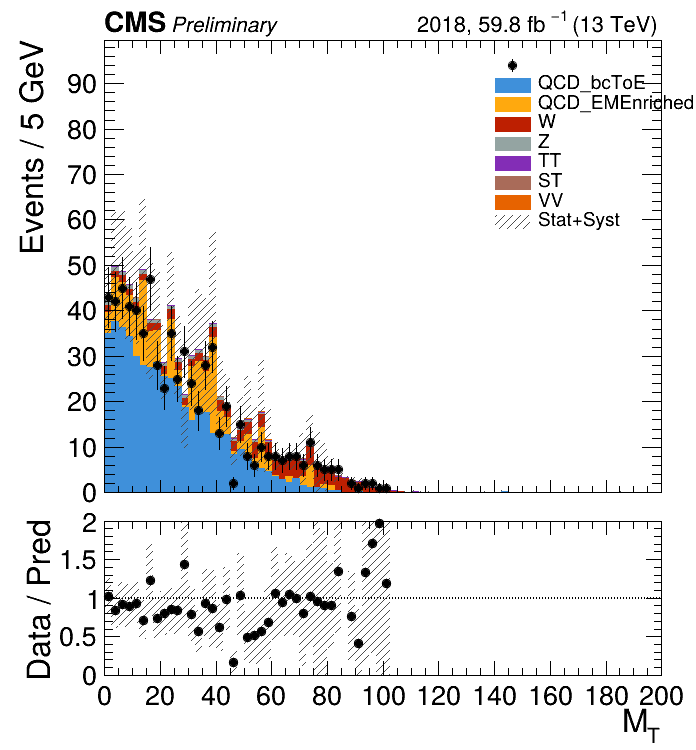 CMS Preliminary 2018, 59.8 fb⁻¹ (13 TeV)
Events / 5 GeV
90
80
70
60
50
40
30
20
10
0
QCD_bcToE
QCD_EMEnriched
W
Z
TT
ST
VV
Stat+Syst
Data / Pred
2
1.5
1
0.5
0
0 20 40 60 80 100 120 140 160 180 200
M_T